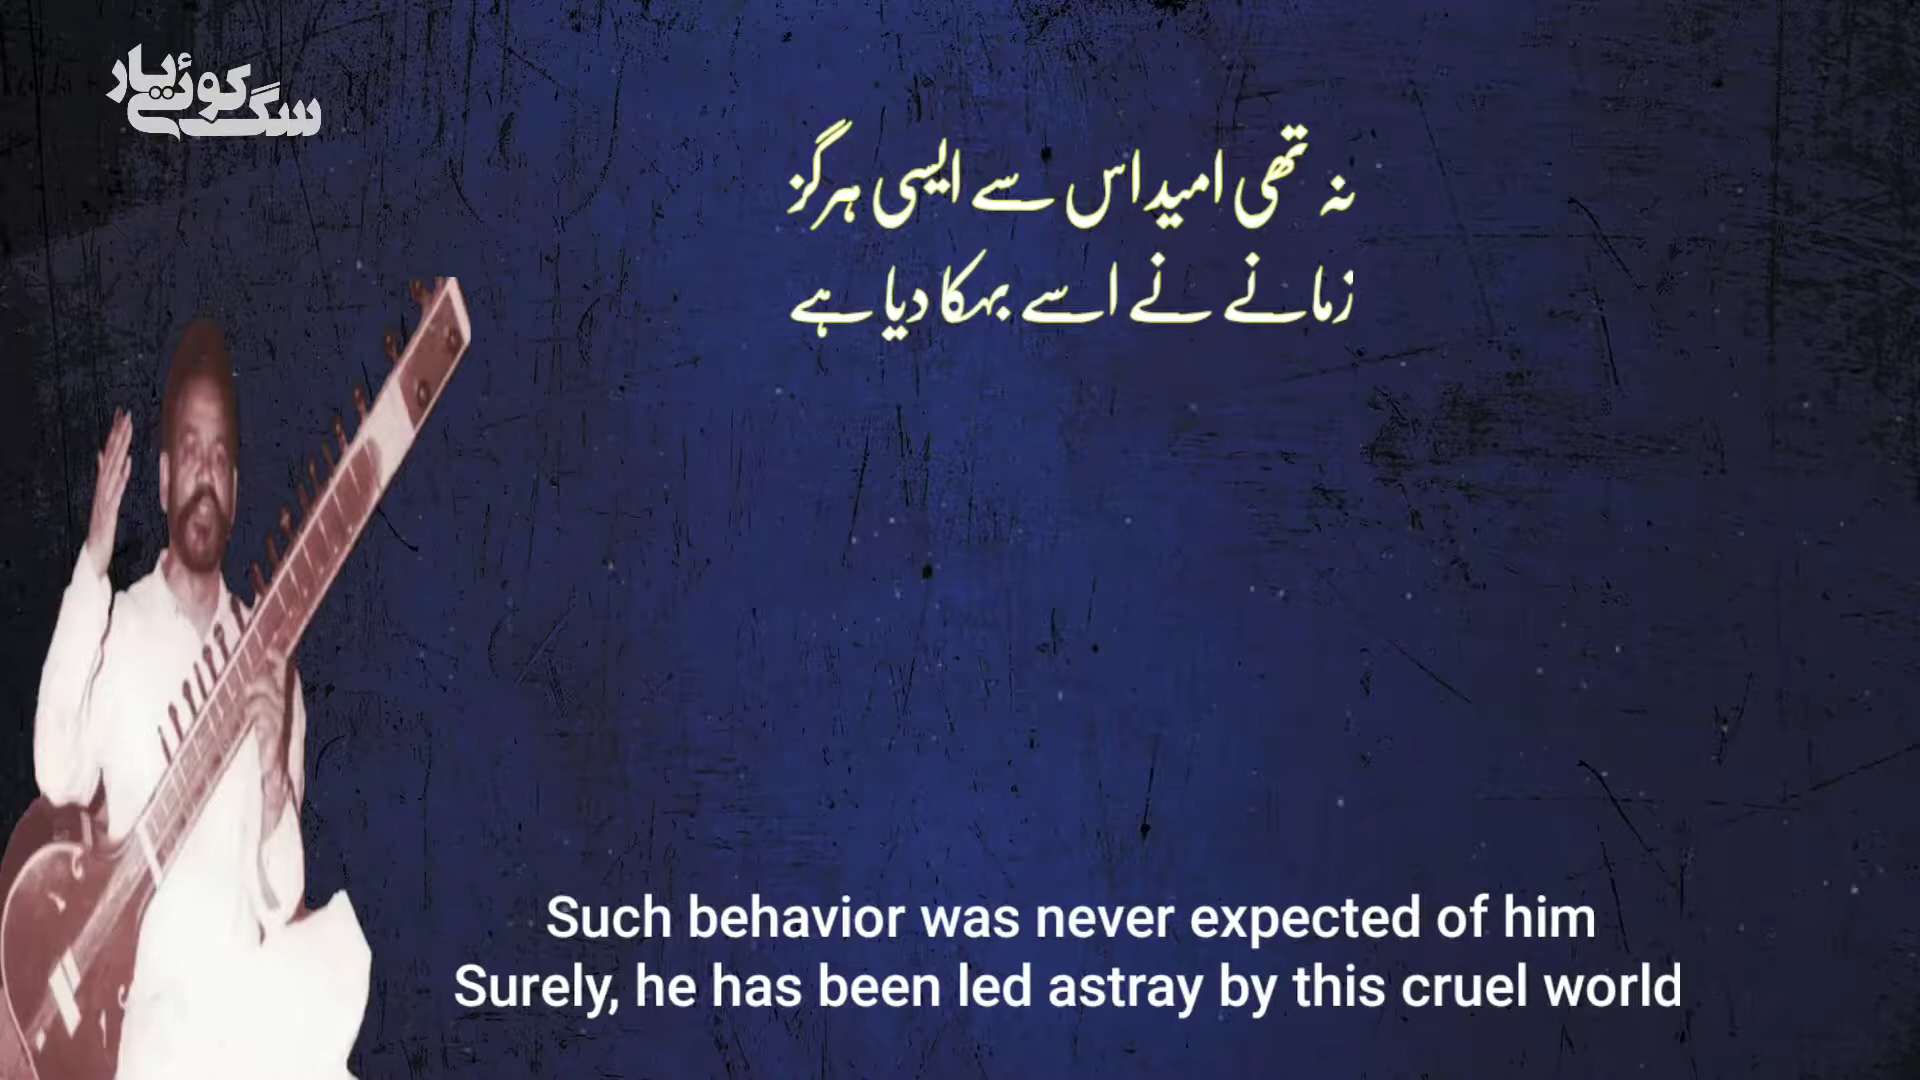 سگ کوئے یار
نہ تھی امید اس سے ایسی ہرگز
زمانے نے اسے بہکا دیا ہے
Such behavior was never expected of him
Surely, he has been led astray by this cruel world